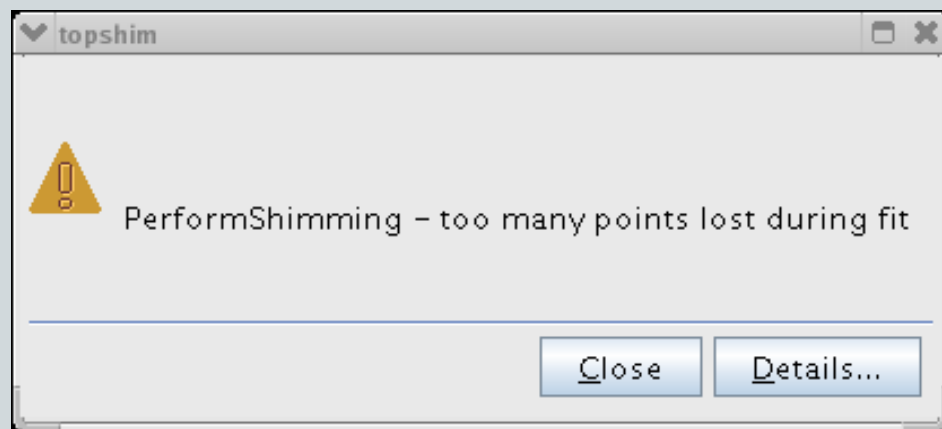 topshim
PerformShimming – too many points lost during fit
Close
Details...